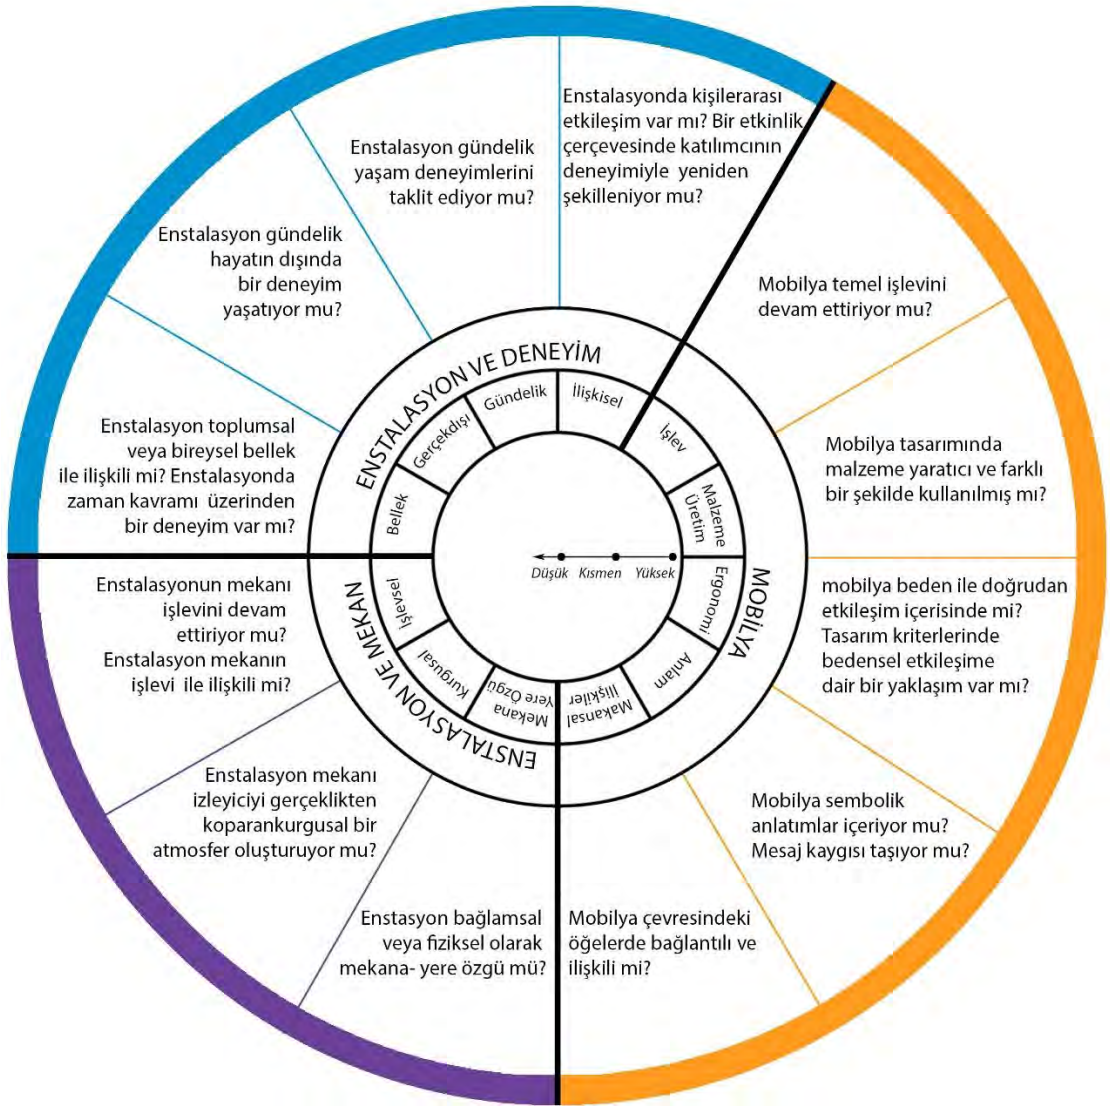 Enstalasyonda kişilerarası
etkileşim var mı? Bir etkinlik
çerçevesinde katılımcının
deneyimiyle yeniden
şekilleniyor mu?
Enstalasyon gündelik
yaşam deneyimlerini
taklit ediyor mu?
Enstalasyon gündelik
hayatın dışında
bir deneyim
yaşatıyor mu?
Enstalasyon toplumsal
veya bireysel bellek
ile ilişkili mi? Enstalasyonda
zaman kavramı üzerinden
bir deneyim var mı?
Mobilya temel işlevini
devam ettiriyor mu?
Mobilya tasarımında
malzeme yaratıcı ve farklı
bir şekilde kullanılmış mı?
mobilya beden ile doğrudan
etkileşim içerisinde mi?
Tasarım kriterlerinde
bedensel etkileşime
dair bir yaklaşım var mı?
Mobilya sembolik
anlatımlar içeriyor mu?
Mesaj kaygısı taşıyor mu?
Mobilya çevresindeki
öğelerde bağlantılı ve
ilişkili mi?
Enstasyon bağlamsal
veya fiziksel olarak
mekana- yere özgü mü?
Enstalasyon mekanı
izleyiciyi gerçeklikten
koparankurgusal bir
atmosfer oluşturuyor mu?
Enstalasyonun mekanı
işlevini devam
ettiriyor mu?
Enstalasyon mekanın
işlevi ile ilişkili mi?
ENSTALASYON VE DENEYİM
Bellek
Gerçekdışı
Gündelik
İlişkisel
MOBİLYA
İşlev
Malzeme
Üretim
Ergonomi
Anlam
Makansal
İlişkiler
ENSTALASYON VE MEKAN
Mekana
Yere Özgü
Kurgusal
İşlevsel
Düşük Kısmen Yüksek